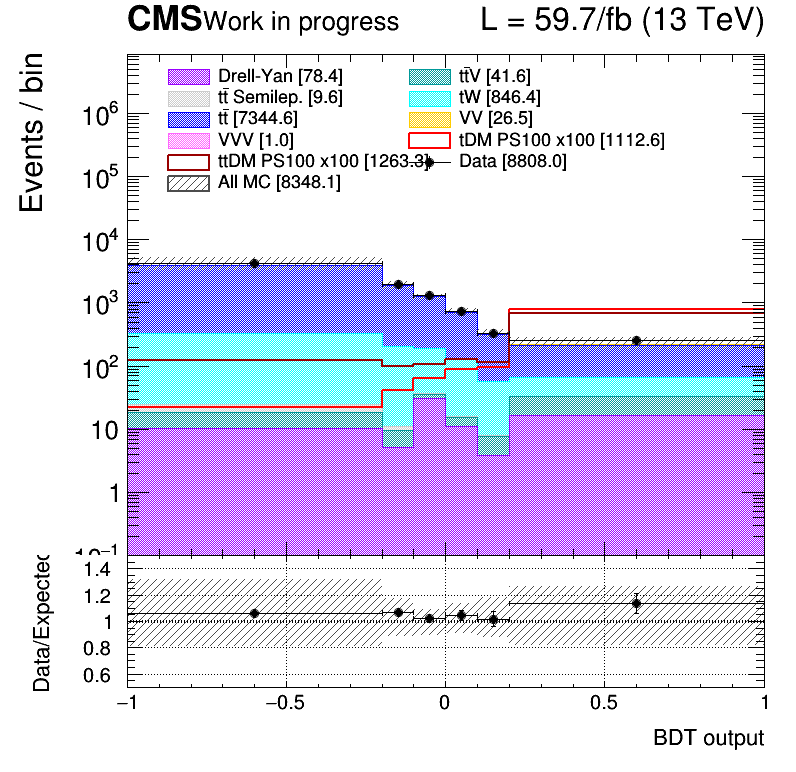 CMS Work in progress L = 59.7/fb (13 TeV)
Events / bin
Drell-Yan [78.4] tt̄V [41.6]
tt̄ Semilep. [9.6] tW [846.4]
tt̄ [7344.6] VV [26.5]
VVV [1.0] tDM PS100 x100 [1112.6]
ttDM PS100 x100 [1263.3] Data [8808.0]
All MC [8348.1]
10⁶
10⁵
10⁴
10³
10²
10
1
10⁻¹
Data/Expected
1.4
1.2
1
0.8
0.6
−1 −0.5 0 0.5 1
BDT output